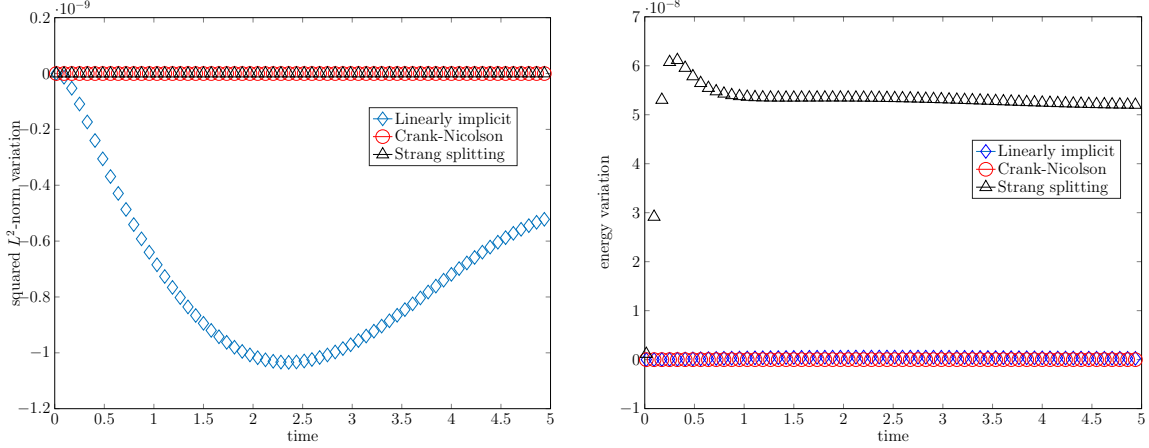 ·10⁻⁹
0.2
0
−0.2
−0.4
−0.6
−0.8
−1
−1.2
squared L²-norm variation
Linearly implicit
Crank-Nicolson
Strang splitting
0 0.5 1 1.5 2 2.5 3 3.5 4 4.5 5
time
·10⁻⁸
7
6
5
4
3
2
1
0
−1
energy variation
Linearly implicit
Crank-Nicolson
Strang splitting
0 0.5 1 1.5 2 2.5 3 3.5 4 4.5 5
time